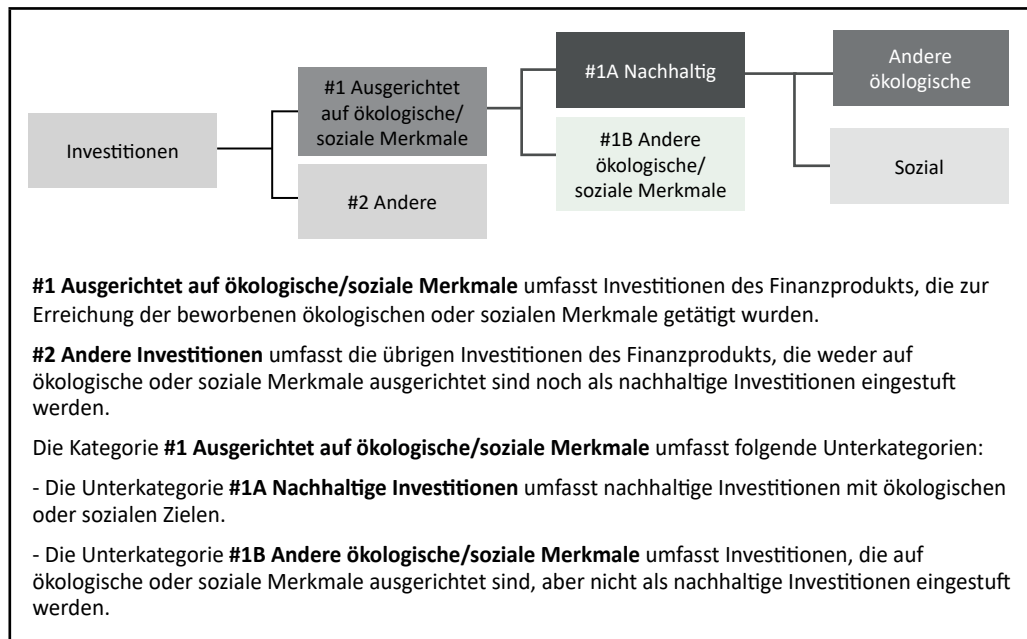 Investitionen
#1 Ausgerichtet
auf ökologische/
soziale Merkmale
#2 Andere
#1A Nachhaltig
#1B Andere
ökologische/
soziale Merkmale
Andere
ökologische
Sozial
#1 Ausgerichtet auf ökologische/soziale Merkmale umfasst Investitionen des Finanzprodukts, die zur
Erreichung der beworbenen ökologischen oder sozialen Merkmale getätigt wurden.
#2 Andere Investitionen umfasst die übrigen Investitionen des Finanzprodukts, die weder auf
ökologische oder soziale Merkmale ausgerichtet sind noch als nachhaltige Investitionen eingestuft
werden.
Die Kategorie #1 Ausgerichtet auf ökologische/soziale Merkmale umfasst folgende Unterkategorien:
- Die Unterkategorie #1A Nachhaltige Investitionen umfasst nachhaltige Investitionen mit ökologischen
oder sozialen Zielen.
- Die Unterkategorie #1B Andere ökologische/soziale Merkmale umfasst Investitionen, die auf
ökologische oder soziale Merkmale ausgerichtet sind, aber nicht als nachhaltige Investitionen eingestuft
werden.